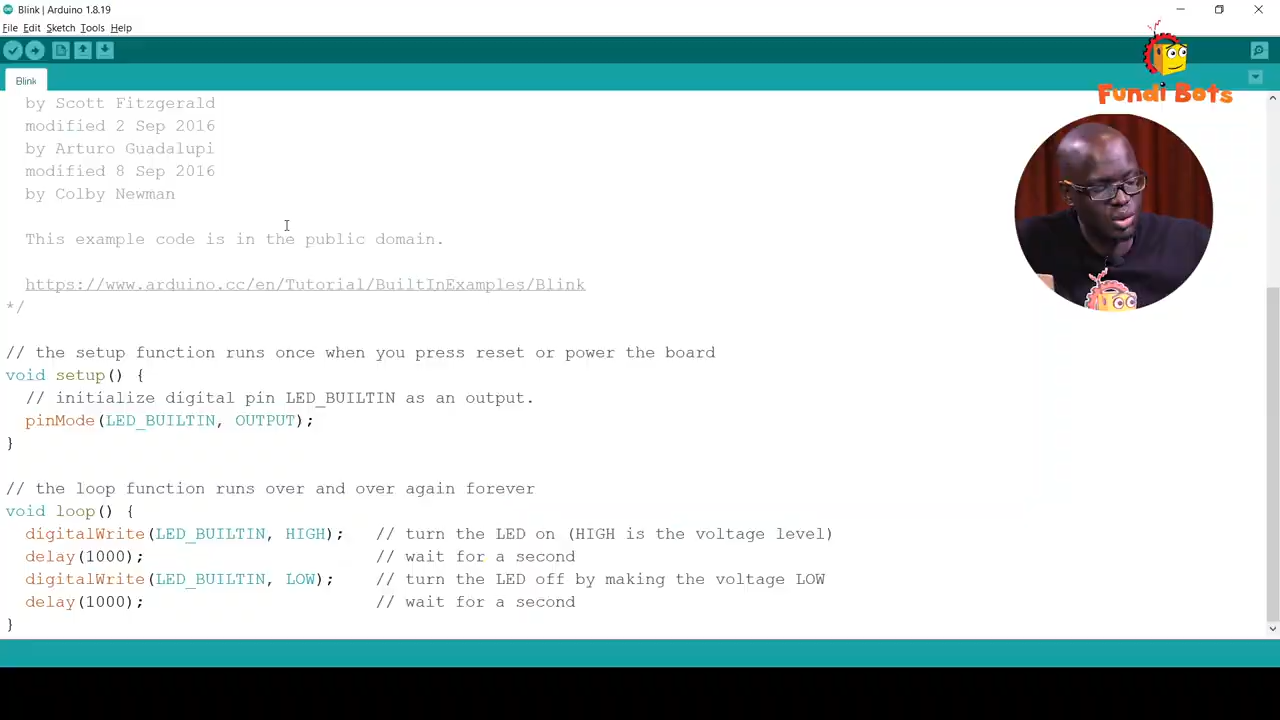 Blink | Arduino 1.8.19
File Edit Sketch Tools Help
Blink
Fundi Bots
by Scott Fitzgerald
modified 2 Sep 2016
by Arturo Guadalupi
modified 8 Sep 2016
by Colby Newman
This example code is in the public domain.
https://www.arduino.cc/en/Tutorial/BuiltInExamples/Blink
*/
// the setup function runs once when you press reset or power the board
void setup() {
// initialize digital pin LED_BUILTIN as an output.
pinMode(LED_BUILTIN, OUTPUT);
}
// the loop function runs over and over again forever
void loop() {
digitalWrite(LED_BUILTIN, HIGH); // turn the LED on (HIGH is the voltage level)
delay(1000); // wait for a second
digitalWrite(LED_BUILTIN, LOW); // turn the LED off by making the voltage LOW
delay(1000); // wait for a second
}